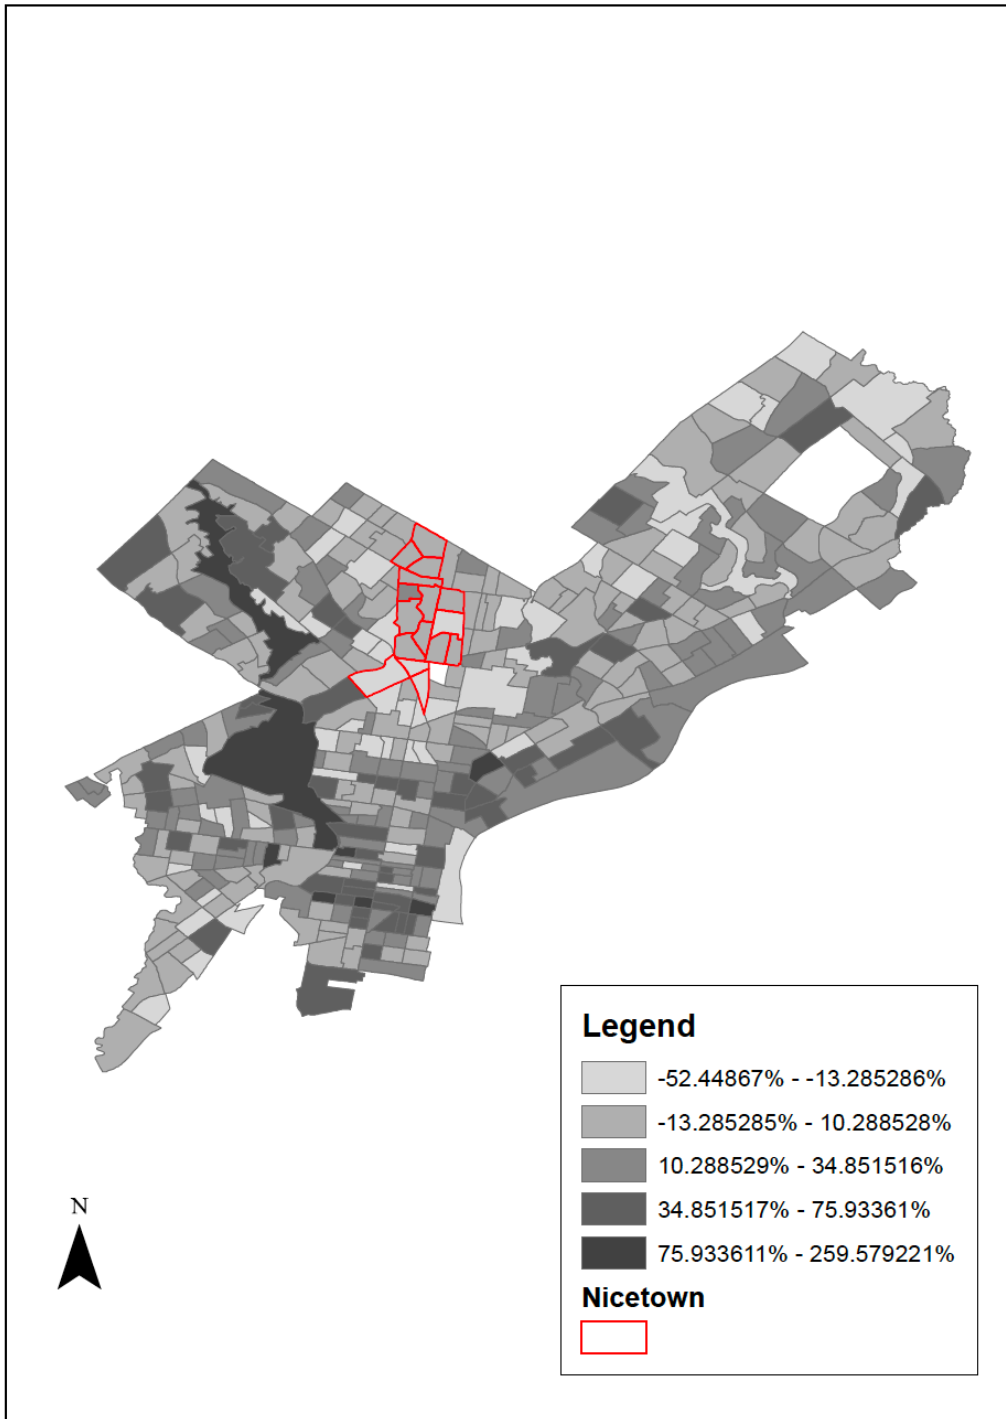 N
Legend
-52.44867% - -13.285286%
-13.285285% - 10.288528%
10.288529% - 34.851516%
34.851517% - 75.93361%
75.933611% - 259.579221%
Nicetown